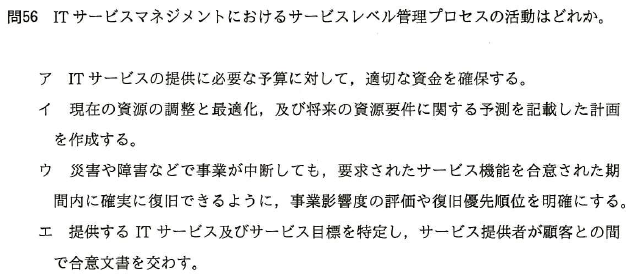 問56 ITサービスマネジメントにおけるサービスレベル管理プロセスの活動はどれか。
ア ITサービスの提供に必要な予算に対して，適切な資金を確保する。
イ 現在の資源の調整と最適化，及び将来の資源要件に関する予測を記載した計画
を作成する。
ウ 災害や障害などで事業が中断しても，要求されたサービス機能を合意された期
間内に確実に復旧できるように，事業影響度の評価や復旧優先順位を明確にする。
エ 提供するITサービス及びサービス目標を特定し，サービス提供者が顧客との間
で合意文書を交わす。